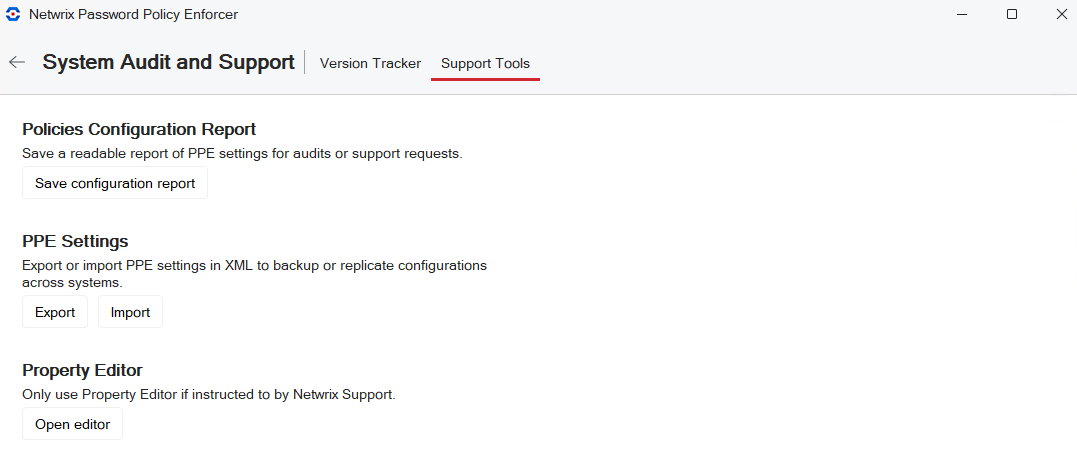 Netwrix Password Policy Enforcer
System Audit and Support
Version Tracker
Support Tools
Policies Configuration Report
Save a readable report of PPE settings for audits or support requests.
Save configuration report
PPE Settings
Export or import PPE settings in XML to backup or replicate configurations
across systems.
Export
Import
Property Editor
Only use Property Editor if instructed to by Netwrix Support.
Open editor